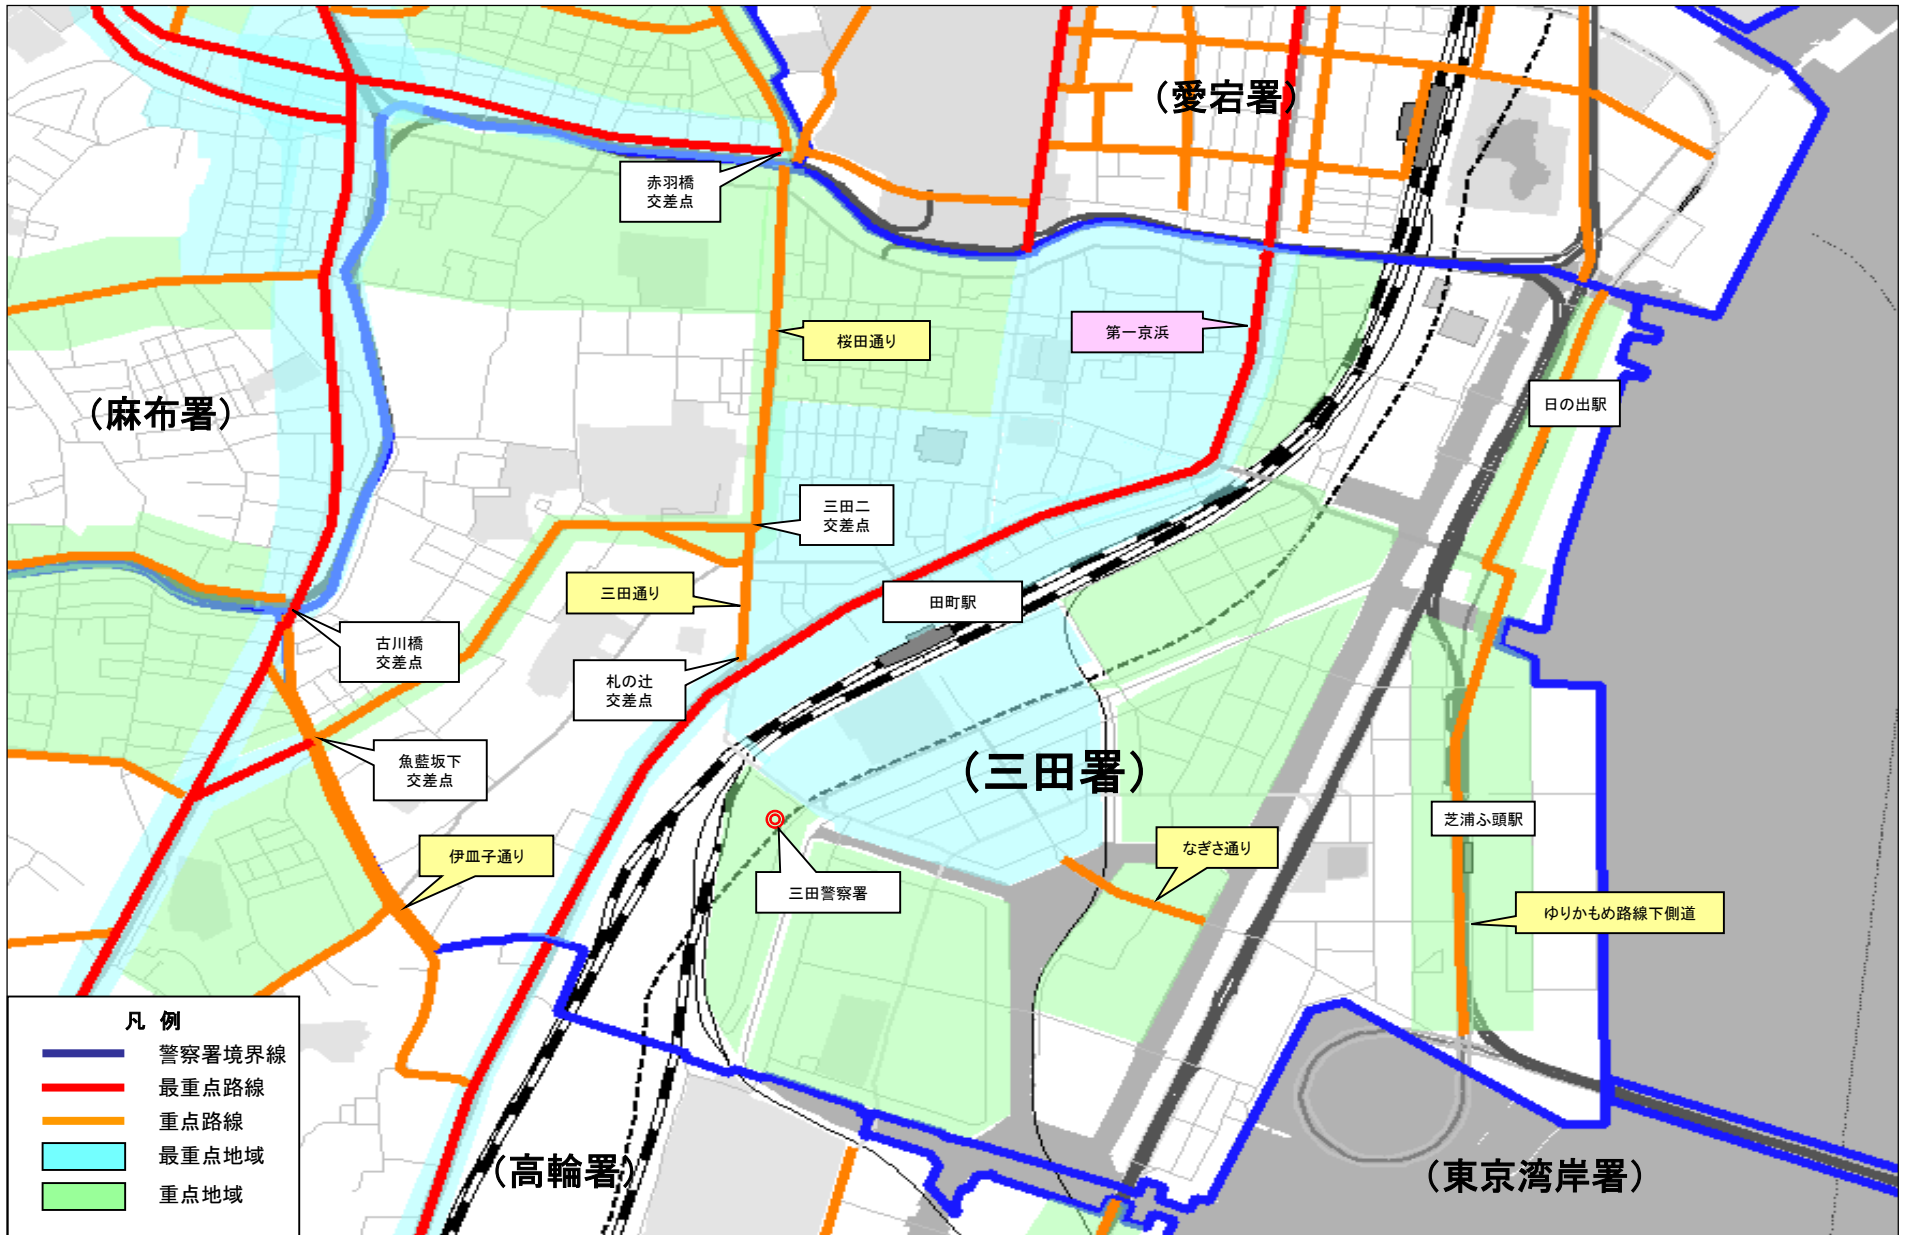 (愛宕署)
赤羽橋
交差点
桜田通り
第一京浜
日の出駅
(麻布署)
三田二
交差点
三田通り
田町駅
古川橋
交差点
札の辻
交差点
魚藍坂下
交差点
(三田署)
芝浦ふ頭駅
伊皿子通り
なぎさ通り
三田警察署
ゆりかもめ路線下側道
凡 例
警察署境界線
最重点路線
重点路線
最重点地域
重点地域
(高輪署)
(東京湾岸署)